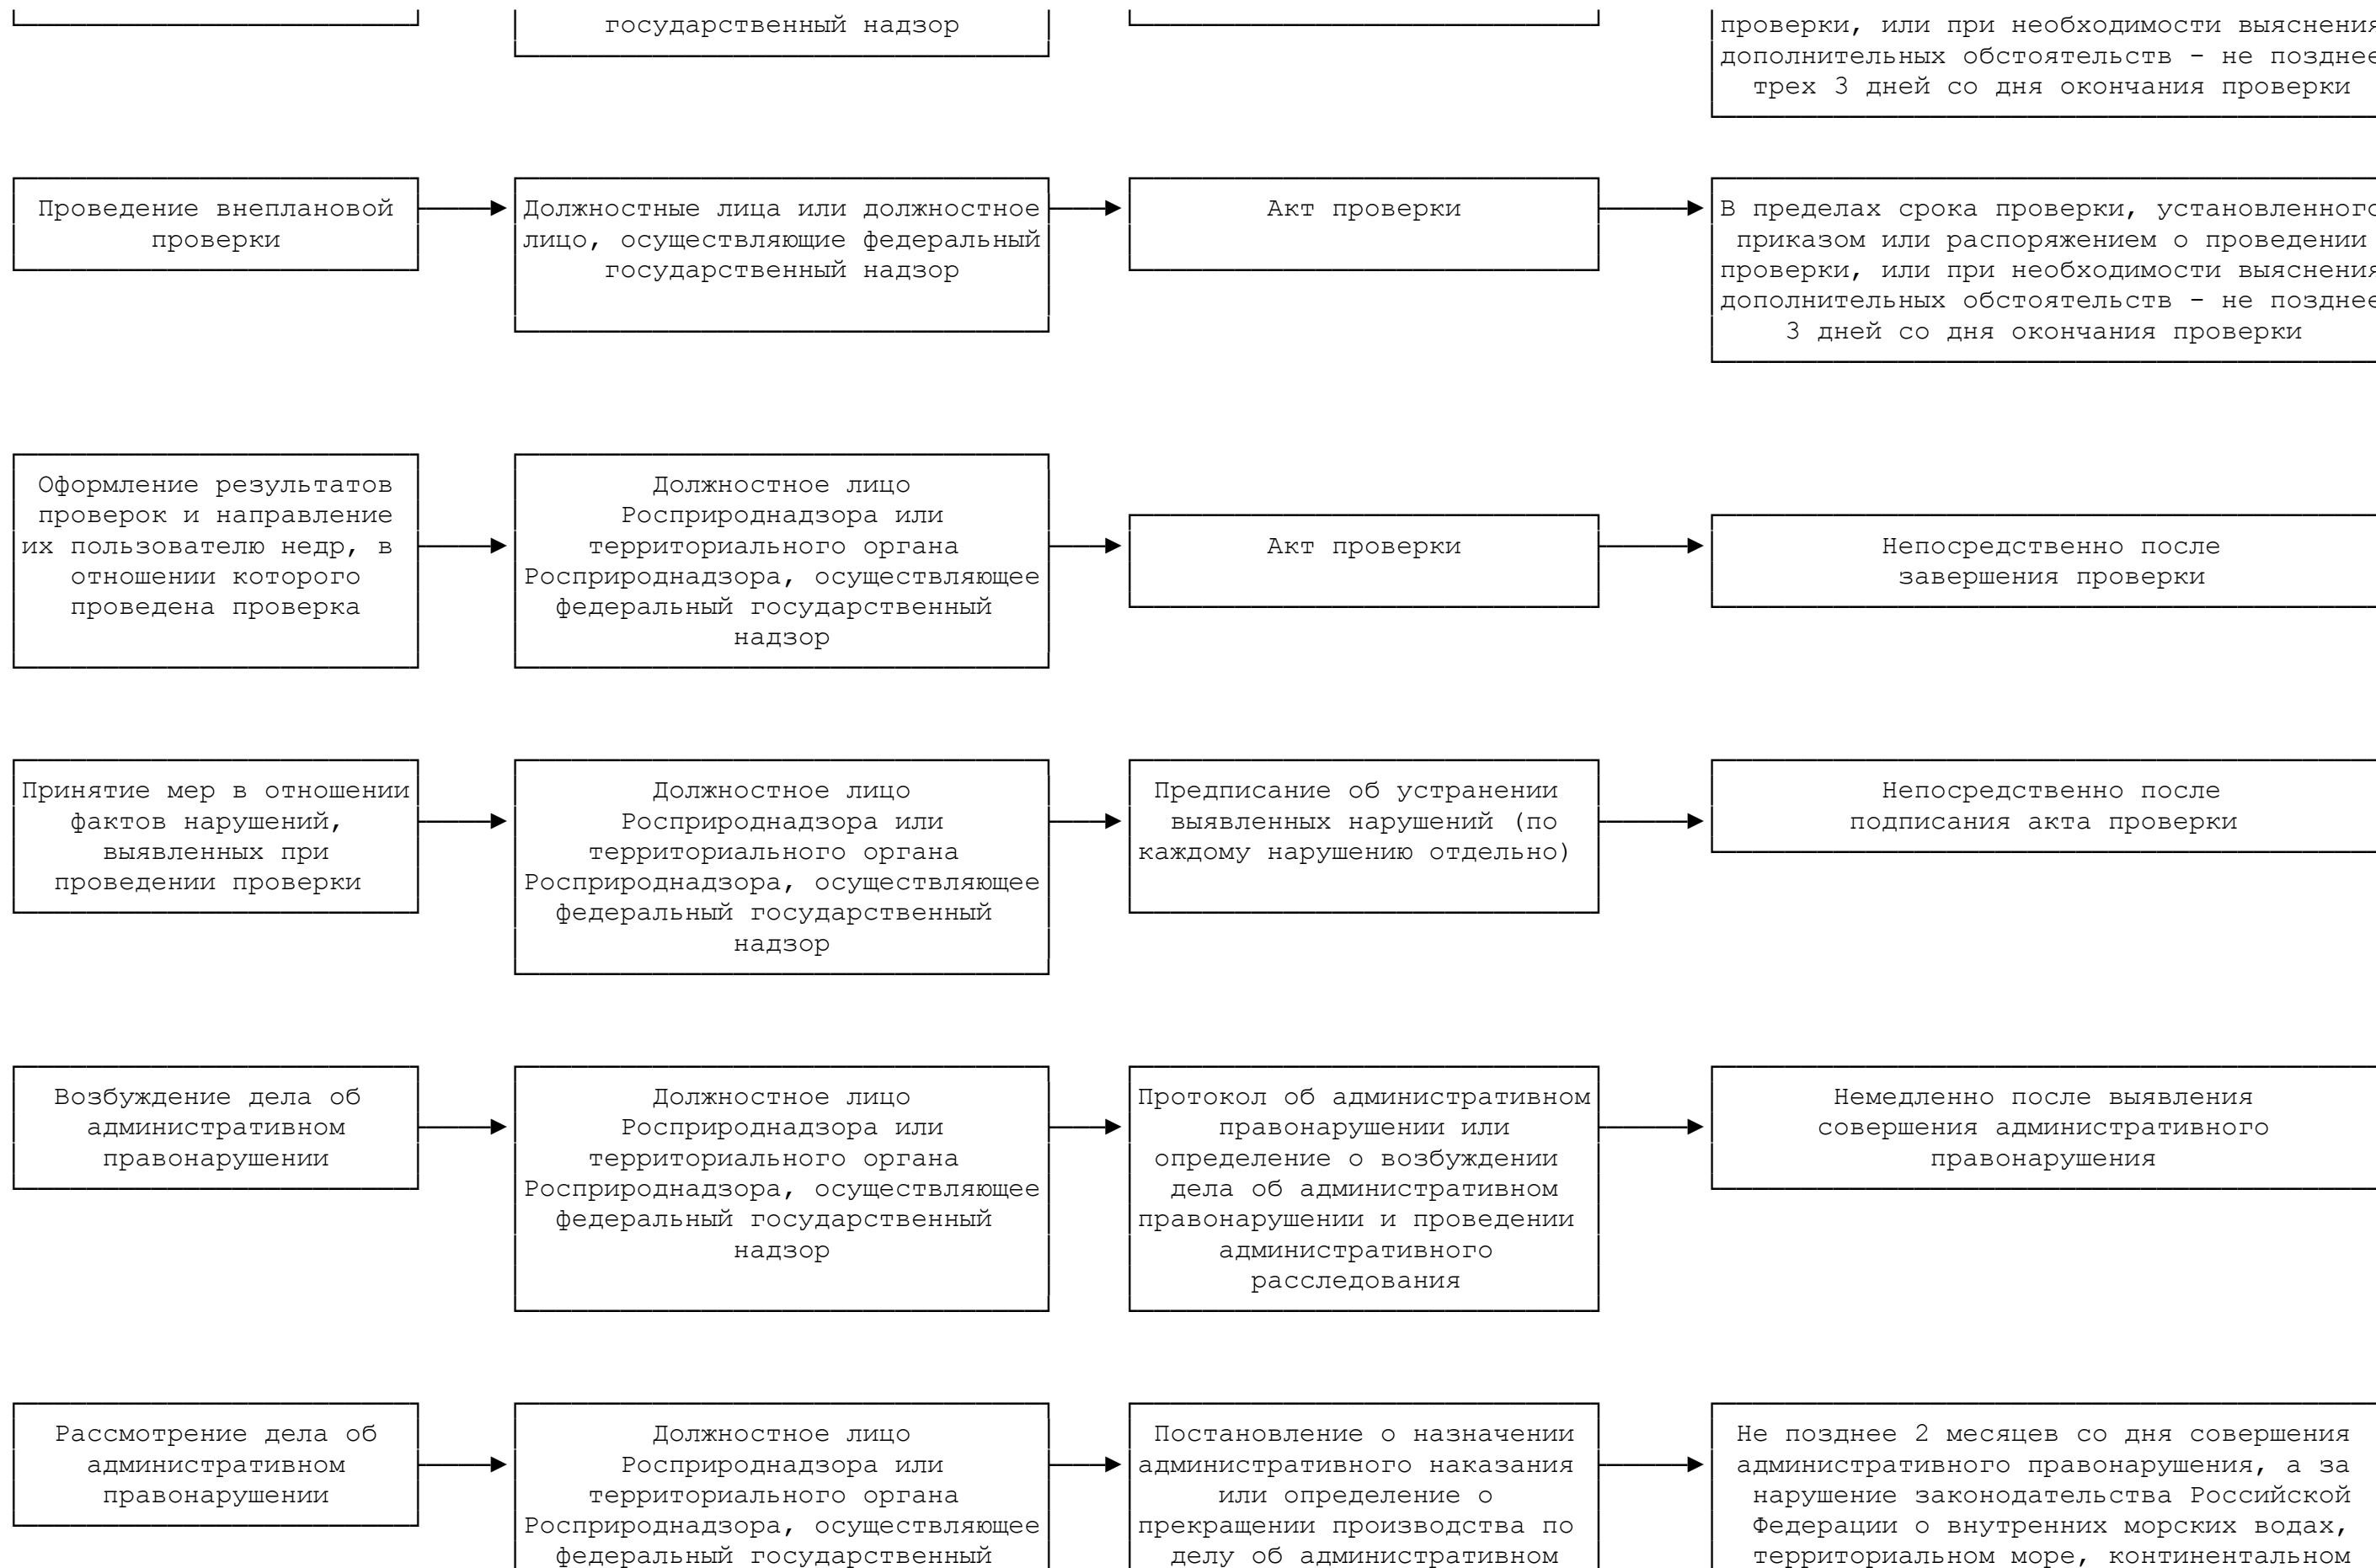 государственный надзор
проверки, или при необходимости выяснения
дополнительных обстоятельств - не позднее
трех 3 дней со дня окончания проверки
Проведение внеплановой
проверки
Должностные лица или должностное
лицо, осуществляющие федеральный
государственный надзор
Акт проверки
В пределах срока проверки, установленного
приказом или распоряжением о проведении
проверки, или при необходимости выяснения
дополнительных обстоятельств - не позднее
3 дней со дня окончания проверки
Оформление результатов
проверок и направление
их пользователю недр, в
отношении которого
проведена проверка
Должностное лицо
Росприроднадзора или
территориального органа
Росприроднадзора, осуществляющее
федеральный государственный
надзор
Акт проверки
Непосредственно после
завершения проверки
Принятие мер в отношении
фактов нарушений,
выявленных при
проведении проверки
Должностное лицо
Росприроднадзора или
территориального органа
Росприроднадзора, осуществляющее
федеральный государственный
надзор
Предписание об устранении
выявленных нарушений (по
каждому нарушению отдельно)
Непосредственно после
подписания акта проверки
Возбуждение дела об
административном
правонарушении
Должностное лицо
Росприроднадзора или
территориального органа
Росприроднадзора, осуществляющее
федеральный государственный
надзор
Протокол об административном
правонарушении или
определение о возбуждении
дела об административном
правонарушении и проведении
административного
расследования
Немедленно после выявления
совершения административного
правонарушения
Рассмотрение дела об
административном
правонарушении
Должностное лицо
Росприроднадзора или
территориального органа
Росприроднадзора, осуществляющее
федеральный государственный
Постановление о назначении
административного наказания
или определение о
прекращении производства по
делу об административном
Не позднее 2 месяцев со дня совершения
административного правонарушения, а за
нарушение законодательства Российской
Федерации о внутренних морских водах,
территориальном море, континентальном